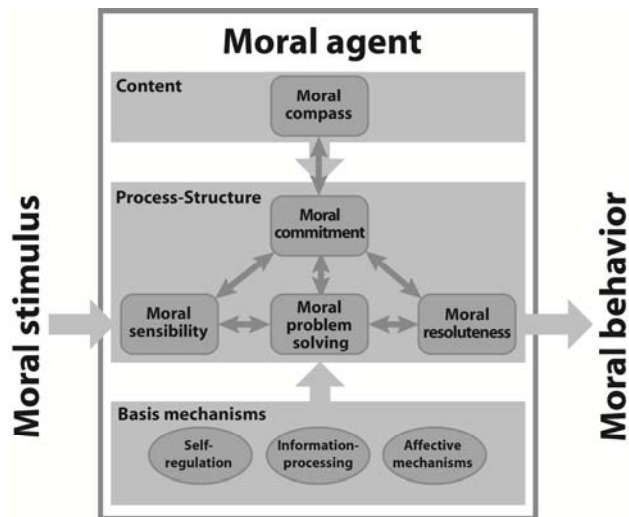 Moral agent
Content
Moral
compass
Process-Structure
Moral
commitment
Moral stimulus
Moral
sensibility
Moral
problem
solving
Moral
resoluteness
Moral behavior
Basis mechanisms
Self-
regulation
Information-
processing
Affective
mechanisms